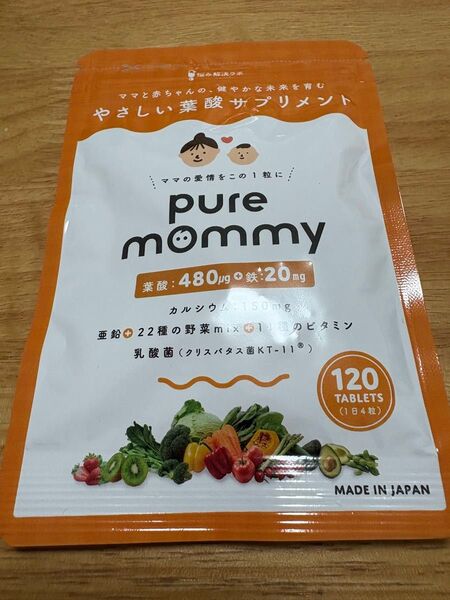 悩み解決ラボ
ママと赤ちゃんの、健やかな未来を育む
やさしい葉酸サプリメント
ママの愛情をこの1粒に
pure
mommy
葉酸：480μg+鉄：20mg
カルシウム：150mg
亜鉛+22種の野菜mix+11種のビタミン
乳酸菌（クリスパタス菌KT-11®）
120
TABLETS
（1日4粒）
MADE IN JAPAN